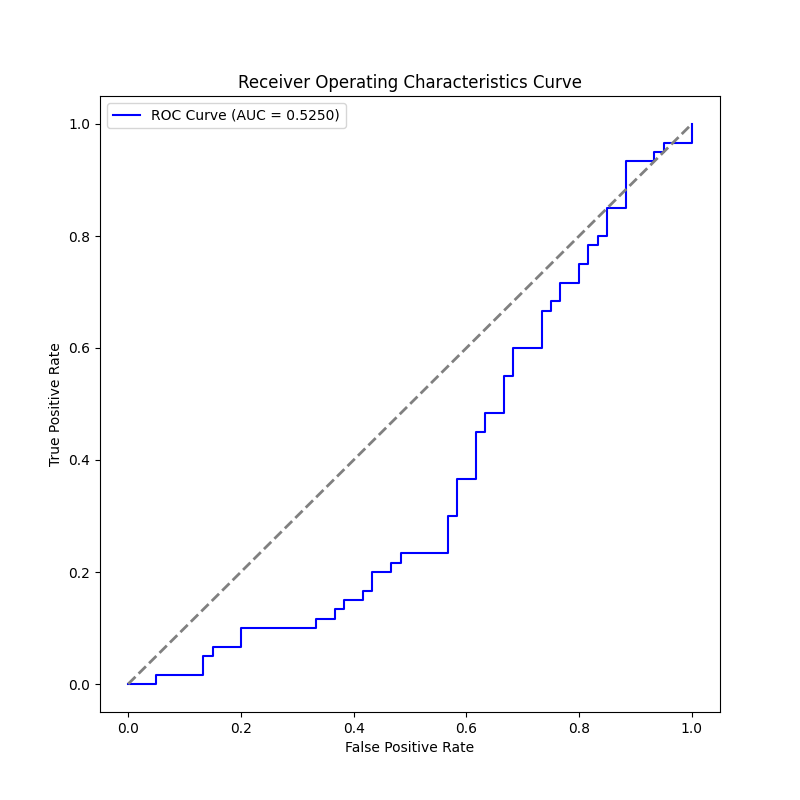 Receiver Operating Characteristics Curve
ROC Curve (AUC = 0.5250)
1.0
0.8
0.6
0.4
0.2
0.0
True Positive Rate
0.0 0.2 0.4 0.6 0.8 1.0
False Positive Rate